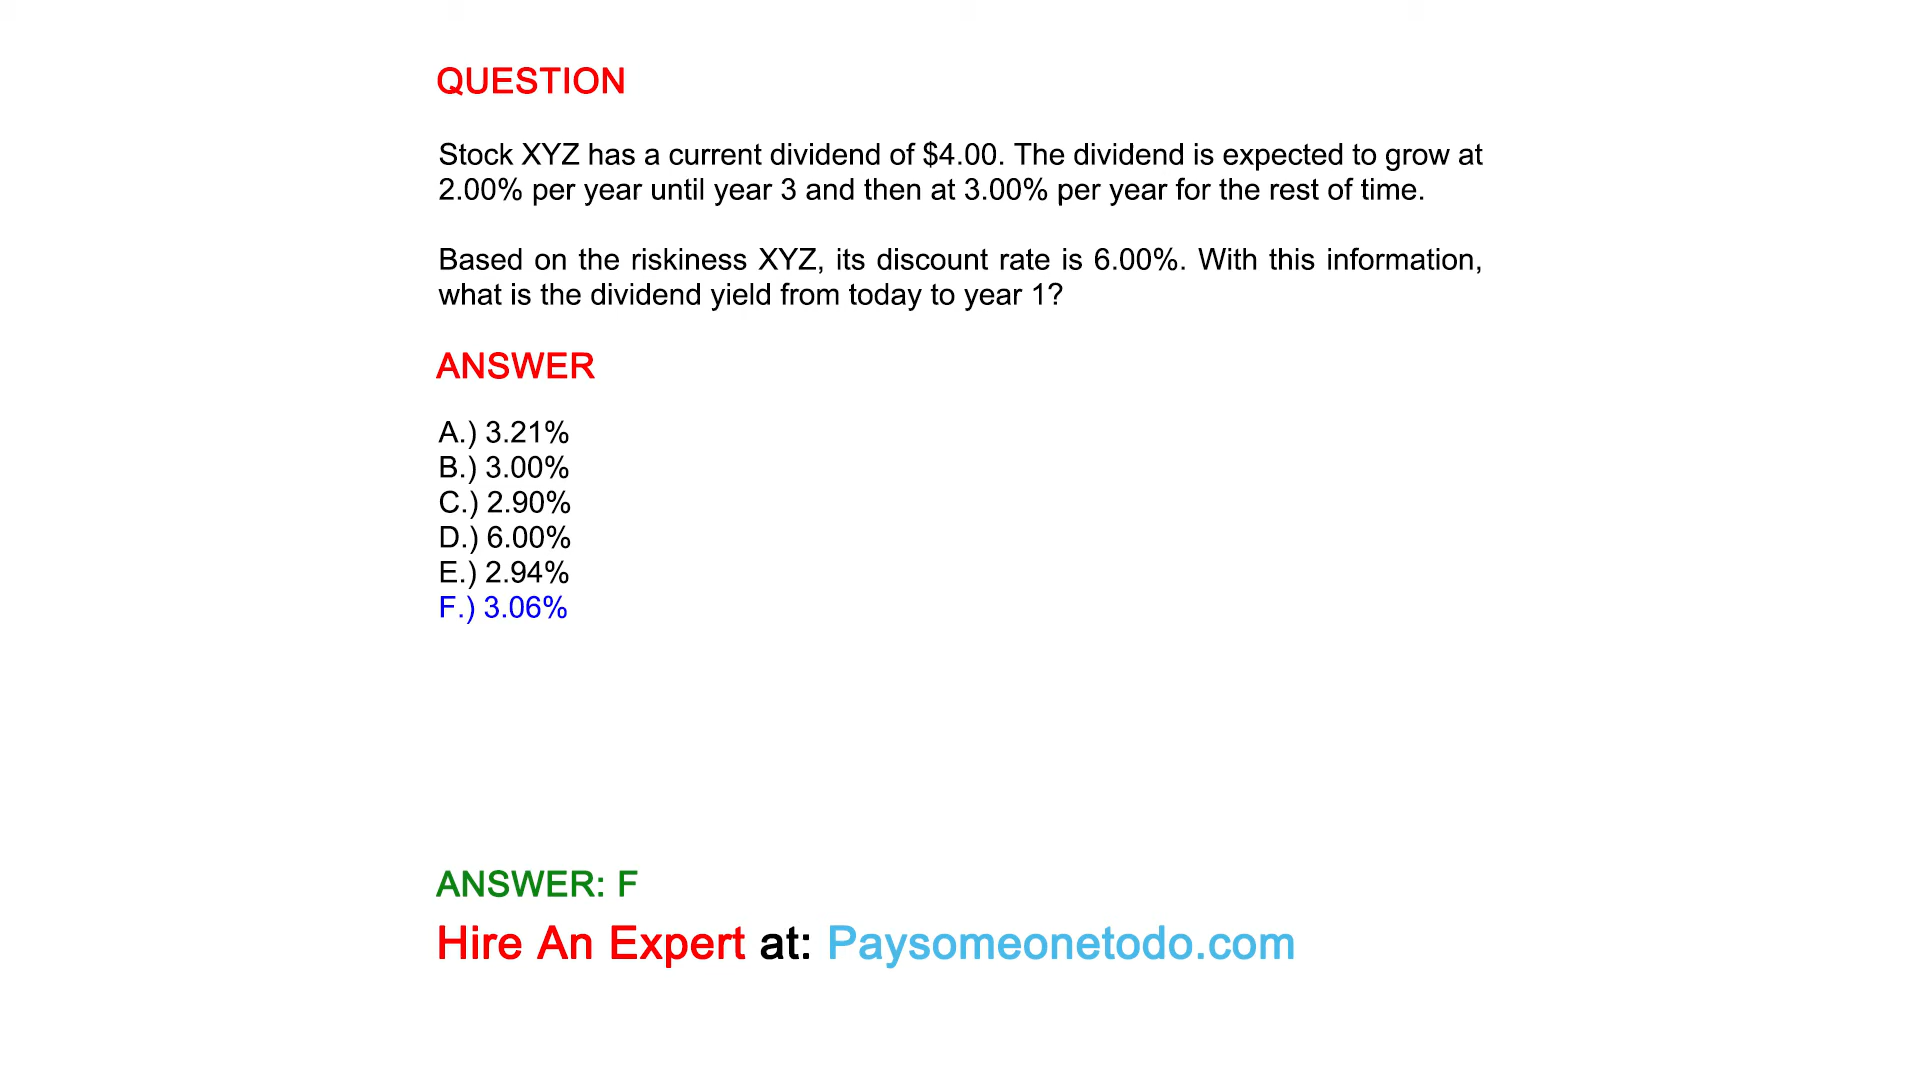 QUESTION
Stock XYZ has a current dividend of $4.00. The dividend is expected to grow at
2.00% per year until year 3 and then at 3.00% per year for the rest of time.
Based on the riskiness XYZ, its discount rate is 6.00%. With this information,
what is the dividend yield from today to year 1?
ANSWER
A.) 3.21%
B.) 3.00%
C.) 2.90%
D.) 6.00%
E.) 2.94%
F.) 3.06%
ANSWER: F
Hire An Expert at: Paysomeonetodo.com